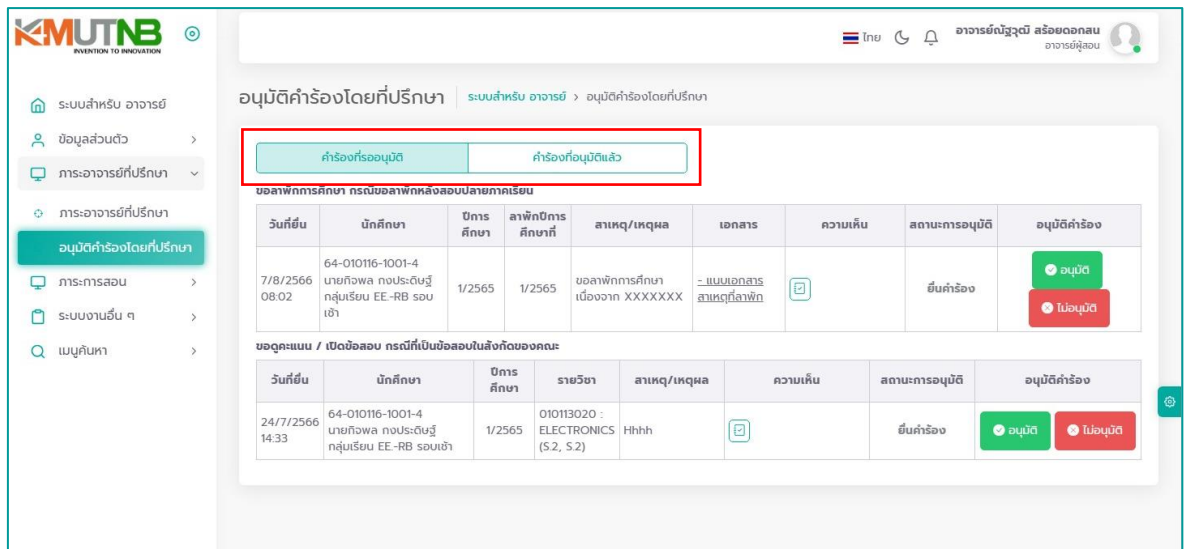 KMUTNB
INVENTION TO INNOVATION
ไทย
อาจารย์ณัฐวุฒิ สร้อยดอกสน
อาจารย์ผู้สอน
ระบบสำหรับ อาจารย์
ข้อมูลส่วนตัว
ภาระอาจารย์ที่ปรึกษา
ภาระอาจารย์ที่ปรึกษา
อนุมัติคำร้องโดยที่ปรึกษา
ภาระการสอน
ระบบงานอื่น ๆ
เมนูค้นหา
อนุมัติคำร้องโดยที่ปรึกษา
ระบบสำหรับ อาจารย์ > อนุมัติคำร้องโดยที่ปรึกษา
คำร้องที่รออนุมัติ
คำร้องที่อนุมัติแล้ว
ขอลาพักการศึกษา กรณีขอลาพักหลังสอบปลายภาคเรียน
วันที่ยื่น
นักศึกษา
ปีการ
ศึกษา
ลาพักปีการ
ศึกษาที่
สาเหตุ/เหตุผล
เอกสาร
ความเห็น
สถานะการอนุมัติ
อนุมัติคำร้อง
7/8/2566
08:02
64-010116-1001-4
นายกิจพล กงประดิษฐ์
กลุ่มเรียน EE.-RB รอบ
เช้า
1/2565
1/2565
ขอลาพักการศึกษา
เนื่องจาก XXXXXXX
- แนบเอกสาร
สาเหตุที่ลาพัก
ยื่นคำร้อง
อนุมัติ
ไม่อนุมัติ
ขอดูคะแนน / เปิดข้อสอบ กรณีที่เป็นข้อสอบในสังกัดของคณะ
วันที่ยื่น
นักศึกษา
ปีการ
ศึกษา
รายวิชา
สาเหตุ/เหตุผล
ความเห็น
สถานะการอนุมัติ
อนุมัติคำร้อง
24/7/2566
14:33
64-010116-1001-4
นายกิจพล กงประดิษฐ์
กลุ่มเรียน EE.-RB รอบเช้า
1/2565
010113020 :
ELECTRONICS
(S.2, S.2)
Hhhh
ยื่นคำร้อง
อนุมัติ
ไม่อนุมัติ